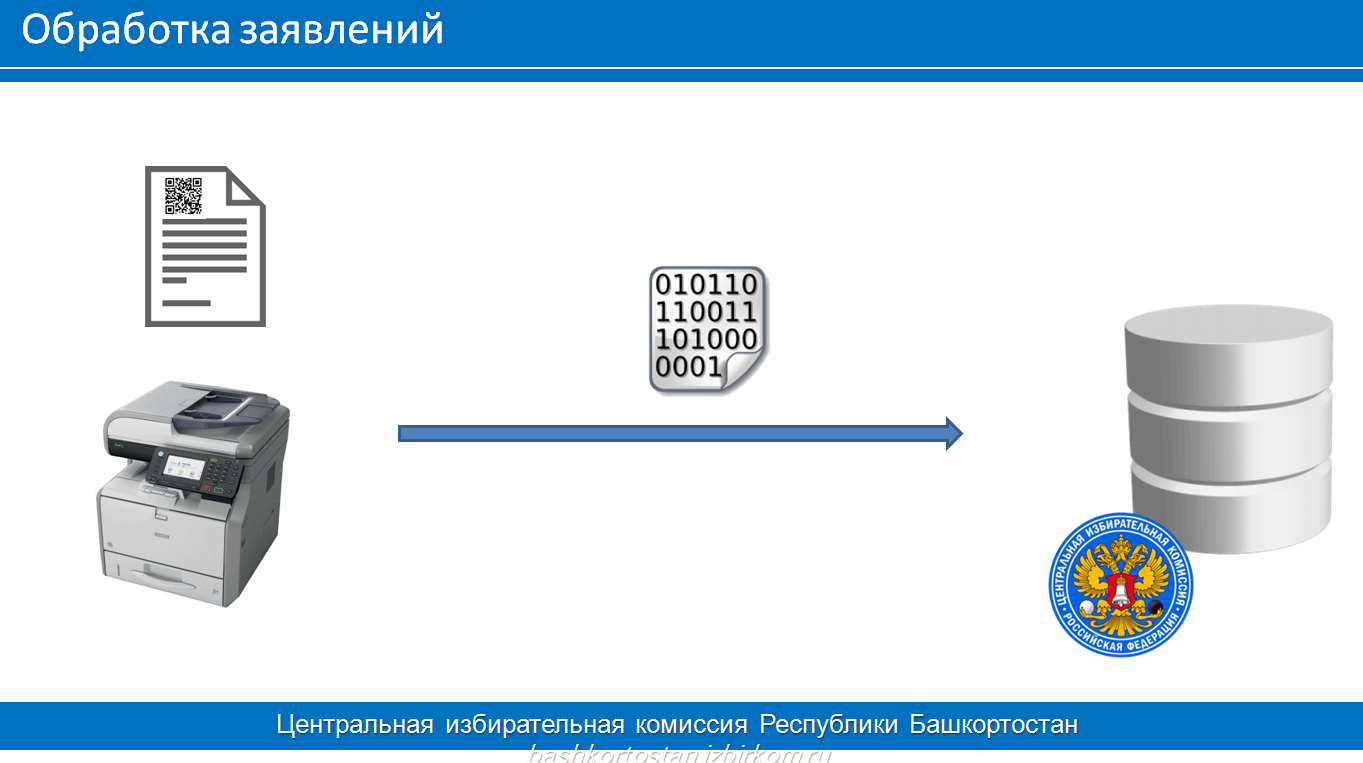 Обработка заявлений
010110
110011
101000
0001
ЦЕНТРАЛЬНАЯ ИЗБИРАТЕЛЬНАЯ КОМИССИЯ
РОССИЙСКАЯ ФЕДЕРАЦИЯ
Центральная избирательная комиссия Республики Башкортостан
bashkortostan.izbirkom.ru